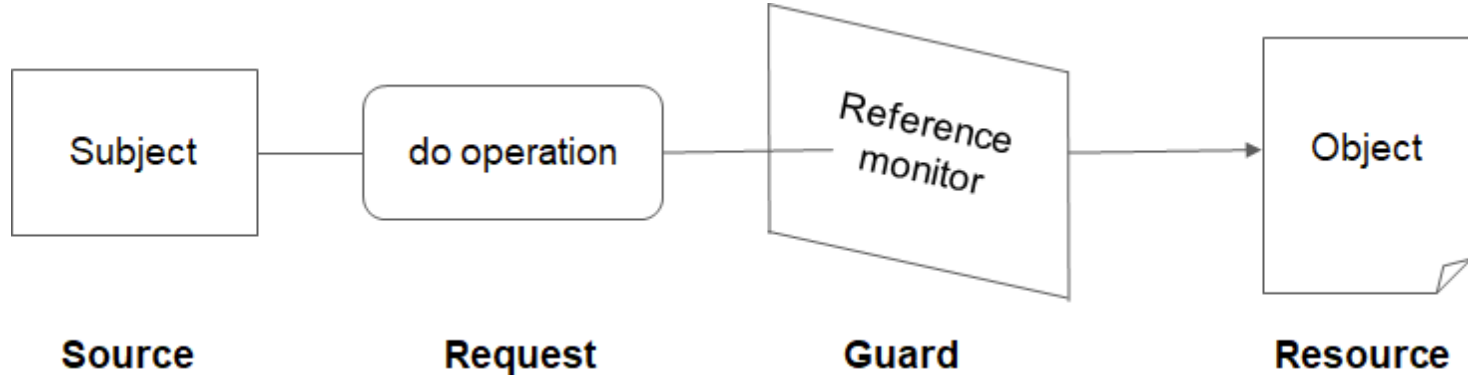 Subject
do operation
Reference
monitor
Object
Source
Request
Guard
Resource